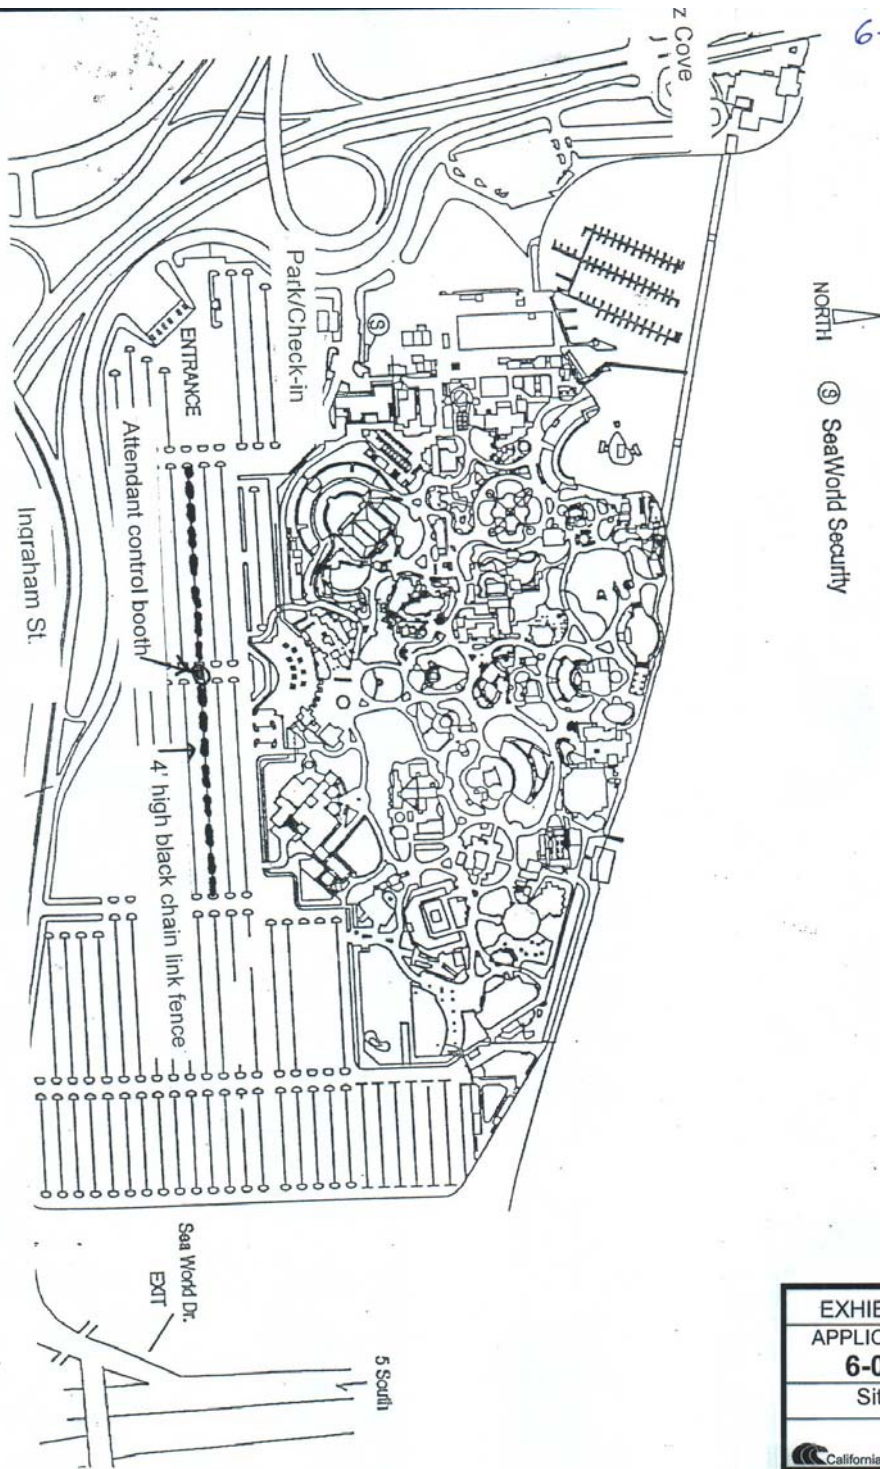 6-
z Cove
NORTH
Ⓢ SeaWorld Security
Park/Check-in
Ⓢ
ENTRANCE
Attendant control booth
Ingraham St.
4' high black chain link fence
Sea World Dr.
EXIT
5 South
EXHIB
APPLIC
6-0
Sit
California